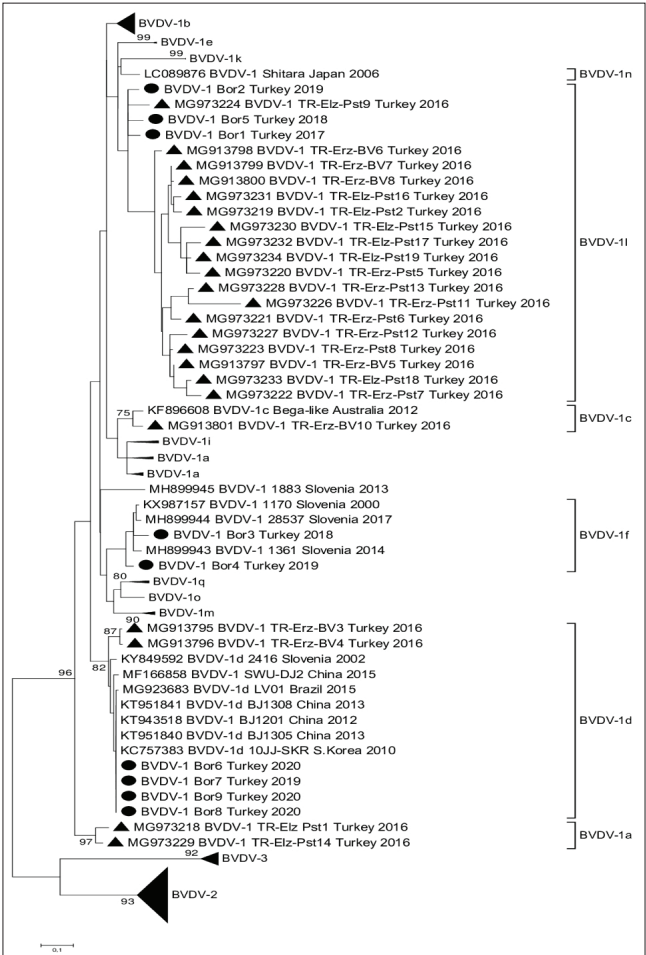 BVDV-1b
99
BVDV-1e
99
BVDV-1k
LC089876 BVDV-1 Shitara Japan 2006
BVDV-1n
BVDV-1 Bor2 Turkey 2019
MG973224 BVDV-1 TR-Elz-Pst9 Turkey 2016
BVDV-1 Bor5 Turkey 2018
BVDV-1 Bor1 Turkey 2017
MG913798 BVDV-1 TR-Erz-BV6 Turkey 2016
MG913799 BVDV-1 TR-Erz-BV7 Turkey 2016
MG913800 BVDV-1 TR-Erz-BV8 Turkey 2016
MG973231 BVDV-1 TR-Elz-Pst16 Turkey 2016
MG973219 BVDV-1 TR-Elz-Pst2 Turkey 2016
MG973230 BVDV-1 TR-Elz-Pst15 Turkey 2016
MG973232 BVDV-1 TR-Elz-Pst17 Turkey 2016
BVDV-1l
MG973234 BVDV-1 TR-Elz-Pst19 Turkey 2016
MG973220 BVDV-1 TR-Erz-Pst5 Turkey 2016
MG973228 BVDV-1 TR-Erz-Pst13 Turkey 2016
MG973226 BVDV-1 TR-Erz-Pst11 Turkey 2016
MG973221 BVDV-1 TR-Erz-Pst6 Turkey 2016
MG973227 BVDV-1 TR-Erz-Pst12 Turkey 2016
MG973223 BVDV-1 TR-Erz-Pst8 Turkey 2016
MG913797 BVDV-1 TR-Erz-BV5 Turkey 2016
MG973233 BVDV-1 TR-Elz-Pst18 Turkey 2016
MG973222 BVDV-1 TR-Erz-Pst7 Turkey 2016
75
KF896608 BVDV-1c Bega-like Australia 2012
BVDV-1c
MG913801 BVDV-1 TR-Erz-BV10 Turkey 2016
BVDV-1i
BVDV-1a
BVDV-1a
MH899945 BVDV-1 1883 Slovenia 2013
KX987157 BVDV-1 1170 Slovenia 2000
MH899944 BVDV-1 28537 Slovenia 2017
BVDV-1 Bor3 Turkey 2018
BVDV-1f
MH899943 BVDV-1 1361 Slovenia 2014
BVDV-1 Bor4 Turkey 2019
80
BVDV-1q
BVDV-1o
BVDV-1m
90
87
MG913795 BVDV-1 TR-Erz-BV3 Turkey 2016
MG913796 BVDV-1 TR-Erz-BV4 Turkey 2016
82
KY849592 BVDV-1d 2416 Slovenia 2002
96
MF166858 BVDV-1 SWU-DJ2 China 2015
MG923683 BVDV-1d LV01 Brazil 2015
KT951841 BVDV-1d BJ1308 China 2013
KT943518 BVDV-1 BJ1201 China 2012
BVDV-1d
KT951840 BVDV-1d BJ1305 China 2013
KC757383 BVDV-1d 10JJ-SKR S.Korea 2010
BVDV-1 Bor6 Turkey 2020
BVDV-1 Bor7 Turkey 2019
BVDV-1 Bor9 Turkey 2020
BVDV-1 Bor8 Turkey 2020
MG973218 BVDV-1 TR-Elz Pst1 Turkey 2016
BVDV-1a
97
MG973229 BVDV-1 TR-Elz-Pst14 Turkey 2016
92
BVDV-3
BVDV-2
93
0.1